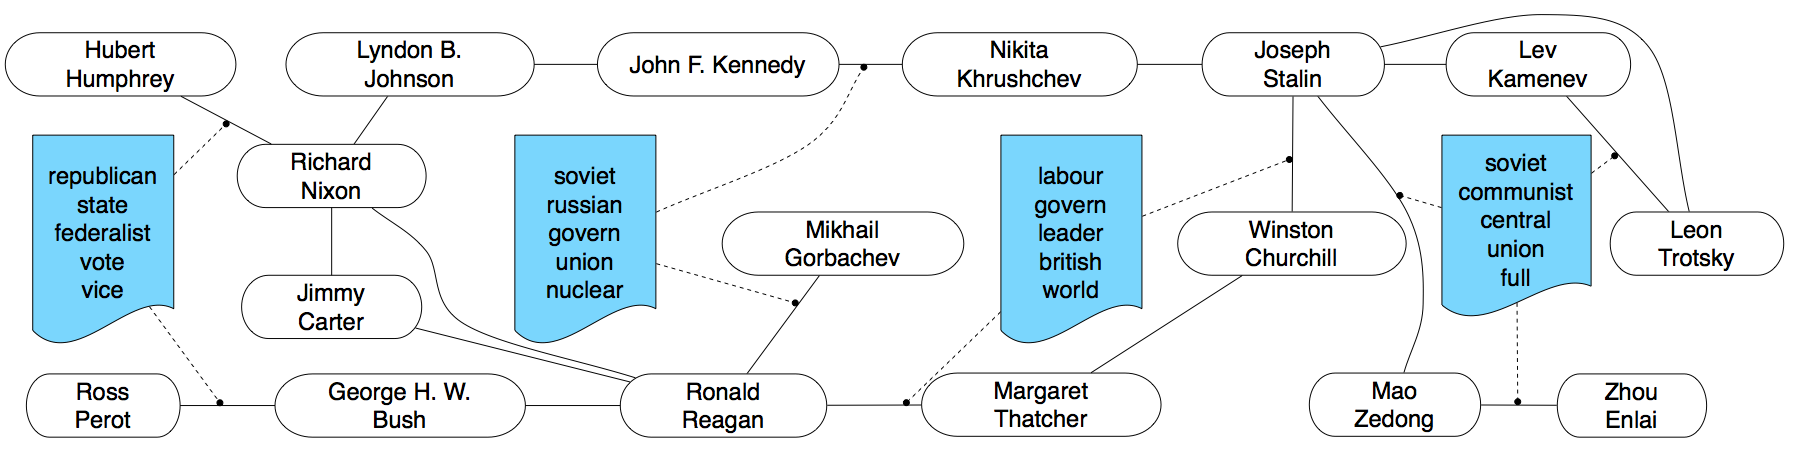 Hubert
Humphrey
Lyndon B.
Johnson
John F. Kennedy
Nikita
Khrushchev
Joseph
Stalin
Lev
Kamenev
republican
state
federalist
vote
vice
Richard
Nixon
soviet
russian
govern
union
nuclear
Mikhail
Gorbachev
labour
govern
leader
british
world
Winston
Churchill
soviet
communist
central
union
full
Leon
Trotsky
Jimmy
Carter
Ross
Perot
George H. W.
Bush
Ronald
Reagan
Margaret
Thatcher
Mao
Zedong
Zhou
Enlai